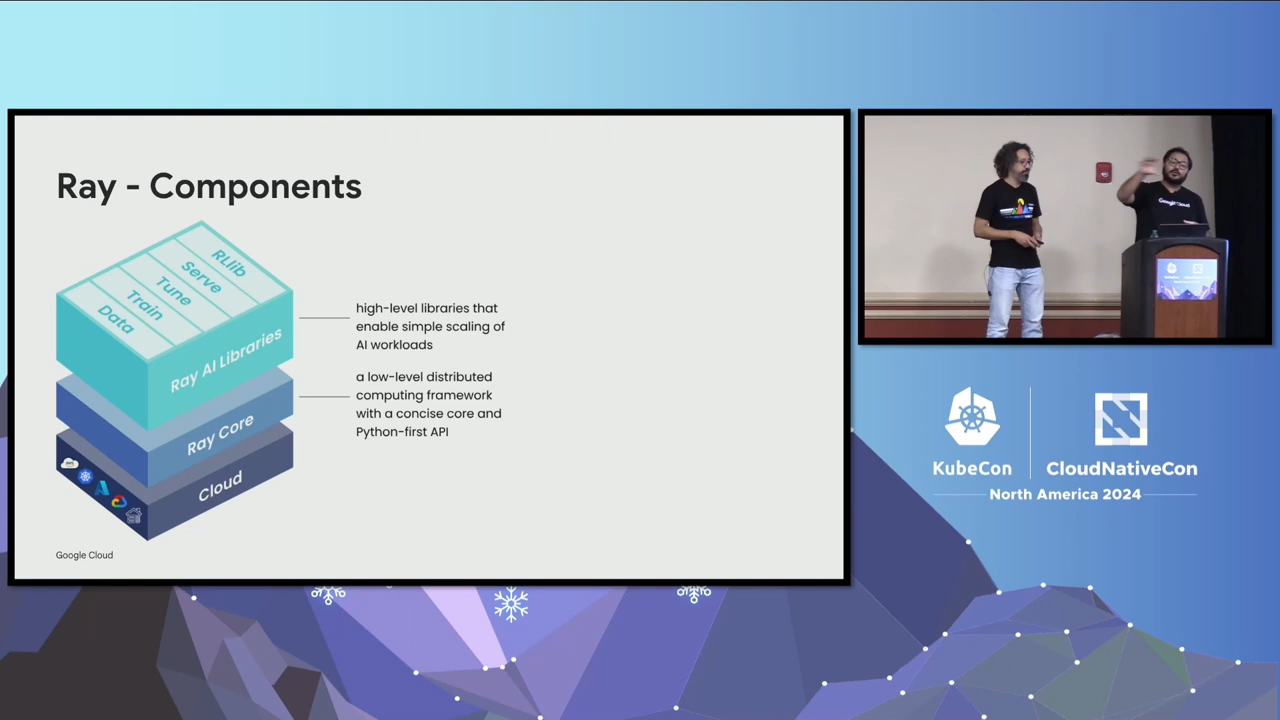 Ray - Components
RLlib
Serve
Tune
Train
Data
Ray AI Libraries
Ray Core
Cloud
high-level libraries that
enable simple scaling of
AI workloads
a low-level distributed
computing framework
with a concise core and
Python-first API
Google Cloud
Google Cloud
KubeCon
CloudNativeCon
North America 2024